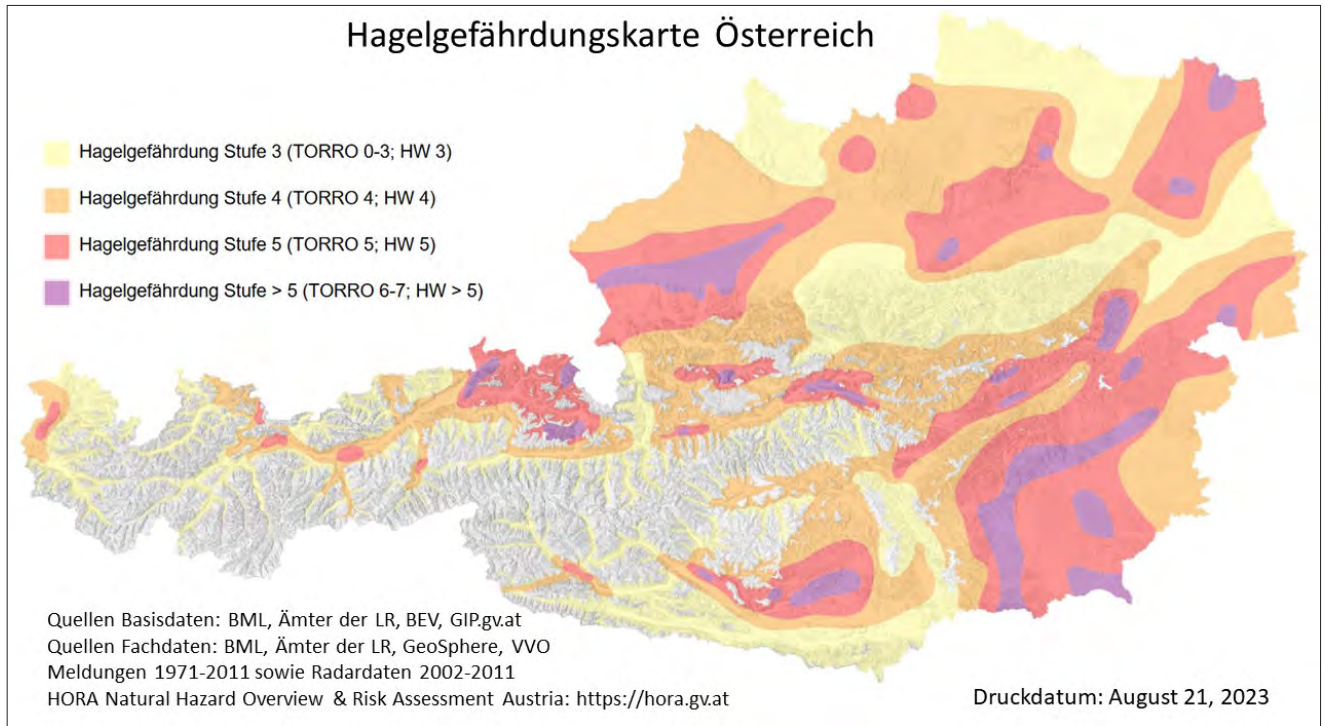 Hagelgefährdungskarte Österreich
Hagelgefährdung Stufe 3 (TORRO 0-3; HW 3)
Hagelgefährdung Stufe 4 (TORRO 4; HW 4)
Hagelgefährdung Stufe 5 (TORRO 5; HW 5)
Hagelgefährdung Stufe > 5 (TORRO 6-7; HW > 5)
Quellen Basisdaten: BML, Ämter der LR, BEV, GIP.gv.at
Quellen Fachdaten: BML, Ämter der LR, GeoSphere, VVO
Meldungen 1971-2011 sowie Radardaten 2002-2011
HORA Natural Hazard Overview & Risk Assessment Austria: https://hora.gv.at
Druckdatum: August 21, 2023